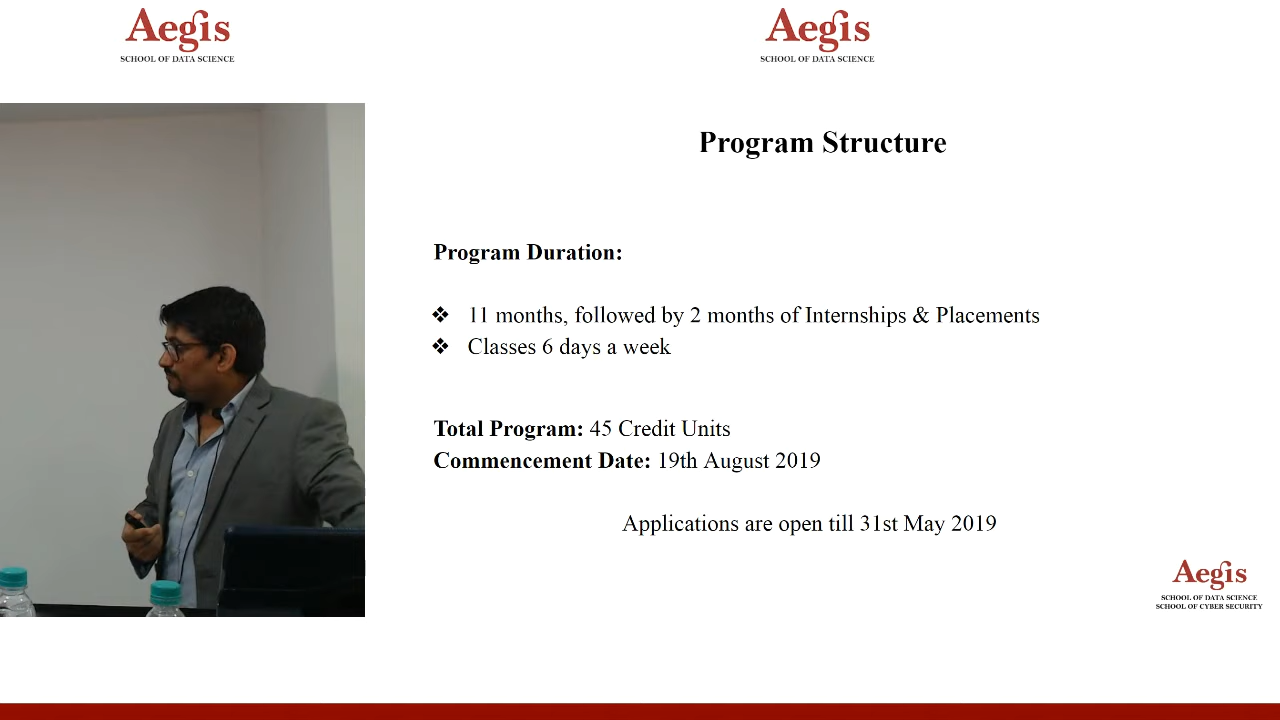 Aegis
SCHOOL OF DATA SCIENCE
Aegis
SCHOOL OF DATA SCIENCE
Program Structure
Program Duration:
❖ 11 months, followed by 2 months of Internships & Placements
❖ Classes 6 days a week
Total Program: 45 Credit Units
Commencement Date: 19th August 2019
Applications are open till 31st May 2019
Aegis
SCHOOL OF DATA SCIENCE
SCHOOL OF CYBER SECURITY